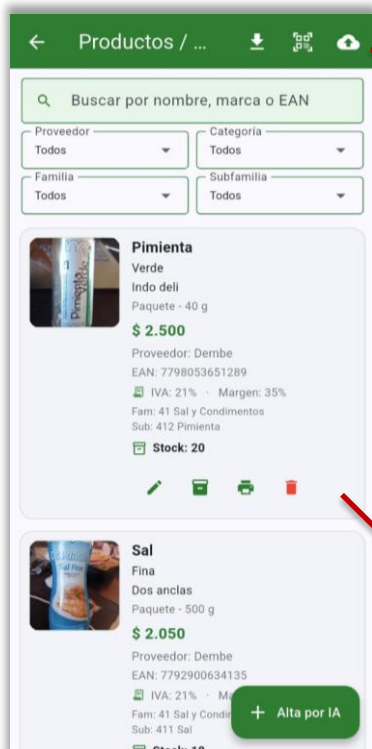 Productos / ...
Buscar por nombre, marca o EAN
Proveedor
Todos
Categoría
Todos
Familia
Todos
Subfamilia
Todos
Pimienta
Verde
Indo deli
Paquete - 40 g
$ 2.500
Proveedor: Dembe
EAN: 7798053651289
IVA: 21% · Margen: 35%
Fam: 41 Sal y Condimentos
Sub: 412 Pimienta
Stock: 20
Sal
Fina
Dos anclas
Paquete - 500 g
$ 2.050
Proveedor: Dembe
EAN: 7792900634135
IVA: 21% · Ma
Fam: 41 Sal y Condi
Sub: 411 Sal
+ Alta por IA